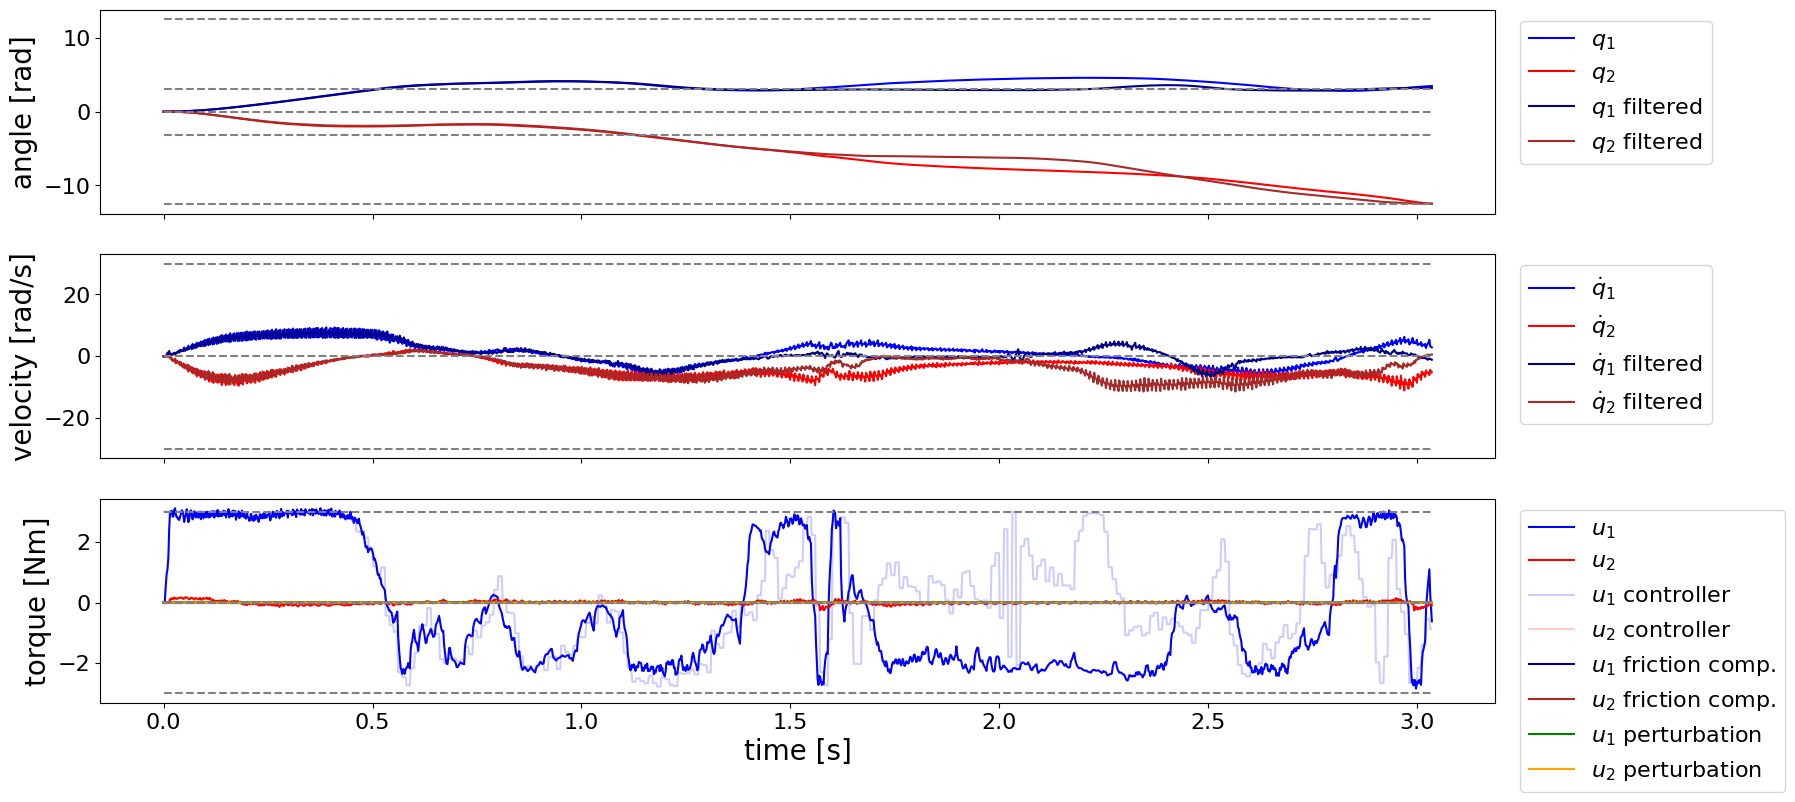 angle [rad]
10
0
−10
q₁
q₂
q₁ filtered
q₂ filtered
velocity [rad/s]
20
0
−20
q̇₁
q̇₂
q̇₁ filtered
q̇₂ filtered
torque [Nm]
2
0
−2
0.0 0.5 1.0 1.5 2.0 2.5 3.0
time [s]
u₁
u₂
u₁ controller
u₂ controller
u₁ friction comp.
u₂ friction comp.
u₁ perturbation
u₂ perturbation